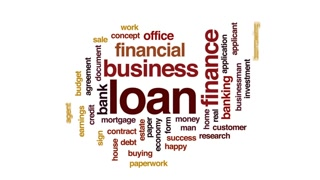 work
concept office
sale
financial
business
loan
finance
banking
application
applicant
businessman
investment
document
agreement
budget
bank
credit
earnings
agent
mortgage
money
home
real
customer
contract
estate
paper
economy
form
man
success
research
sign
house
debt
happy
buying
paperwork